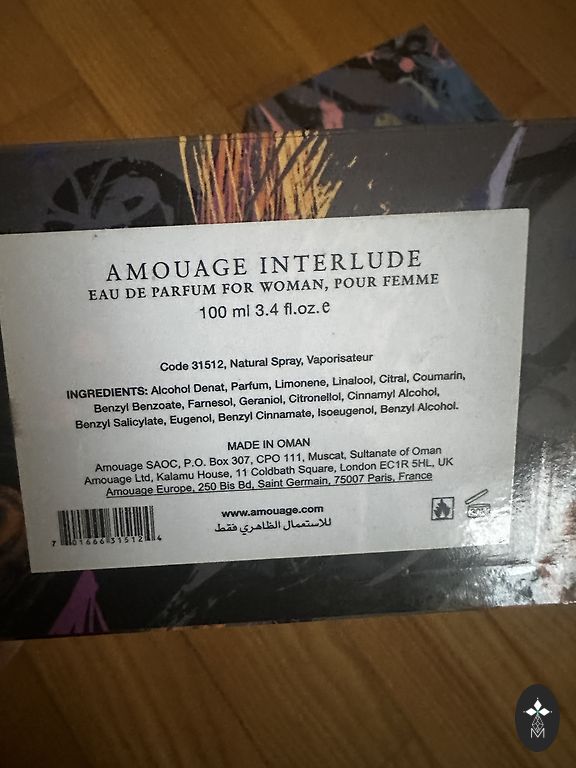 AMOUAGE INTERLUDE
EAU DE PARFUM FOR WOMAN, POUR FEMME
100 ml 3.4 fl.oz.e
Code 31512, Natural Spray, Vaporisateur
INGREDIENTS: Alcohol Denat, Parfum, Limonene, Linalool, Citral, Coumarin,
Benzyl Benzoate, Farnesol, Geraniol, Citronellol, Cinnamyl Alcohol,
Benzyl Salicylate, Eugenol, Benzyl Cinnamate, Isoeugenol, Benzyl Alcohol.
MADE IN OMAN
Amouage SAOC, P.O. Box 307, CPO 111, Muscat, Sultanate of Oman
Amouage Ltd, Kalamu House, 11 Coldbath Square, London EC1R 5HL, UK
Amouage Europe, 250 Bis Bd, Saint Germain, 75007 Paris, France
www.amouage.com
للاستعمال الظاهري فقط
7 01666 31512 4
M